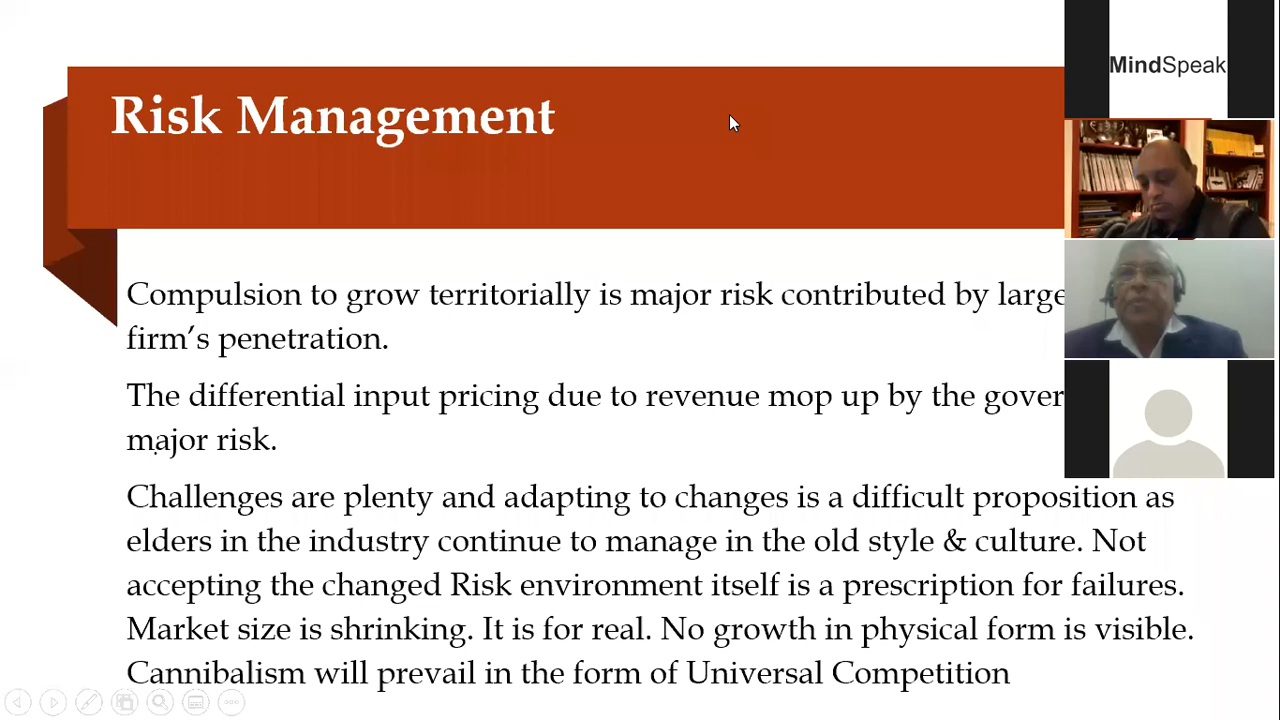 Risk Management
MindSpeak
Compulsion to grow territorially is major risk contributed by large
firm's penetration.
The differential input pricing due to revenue mop up by the gover
major risk.
Challenges are plenty and adapting to changes is a difficult proposition as
elders in the industry continue to manage in the old style & culture. Not
accepting the changed Risk environment itself is a prescription for failures.
Market size is shrinking. It is for real. No growth in physical form is visible.
Cannibalism will prevail in the form of Universal Competition